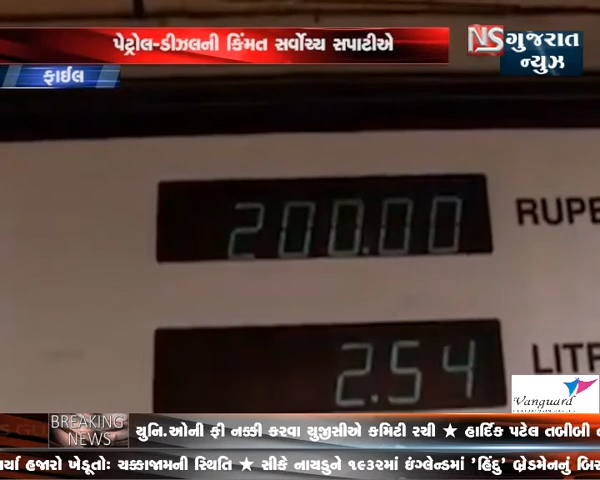 પેટ્રોલ-ડીઝલની કિંમત સર્વોચ્ચ સપાટીએ
NS ગુજરાત
ન્યુઝ
ફાઈલ
200.00 RUPE
2.54 LITR
Vanguard
BREAKING
NEWS
યુનિ.ઓની ફી નક્કી કરવા યુજીસીએ કમિટી રચી ★ હાર્દિક પટેલ તબીબી
ર્યા હજારો ખેડૂતોઃ ચક્કાજામની સ્થિતિ ★ સીકે નાયડુને ૧૯૩૨માં ઇંગ્લેન્ડમાં 'હિંદુ' બ્રેડમેનનું બિર